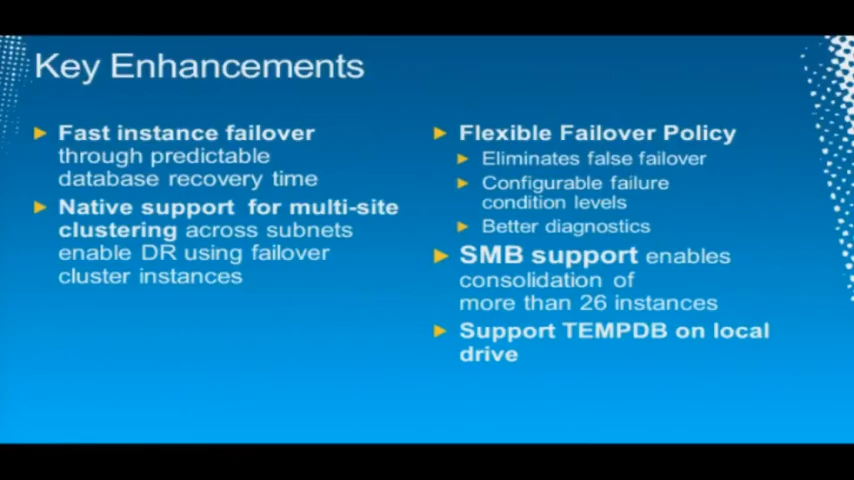 Key Enhancements
Fast instance failover
through predictable
database recovery time
Native support for multi-site
clustering across subnets
enable DR using failover
cluster instances
Flexible Failover Policy
Eliminates false failover
Configurable failure
condition levels
Better diagnostics
SMB support enables
consolidation of
more than 26 instances
Support TEMPDB on local
drive